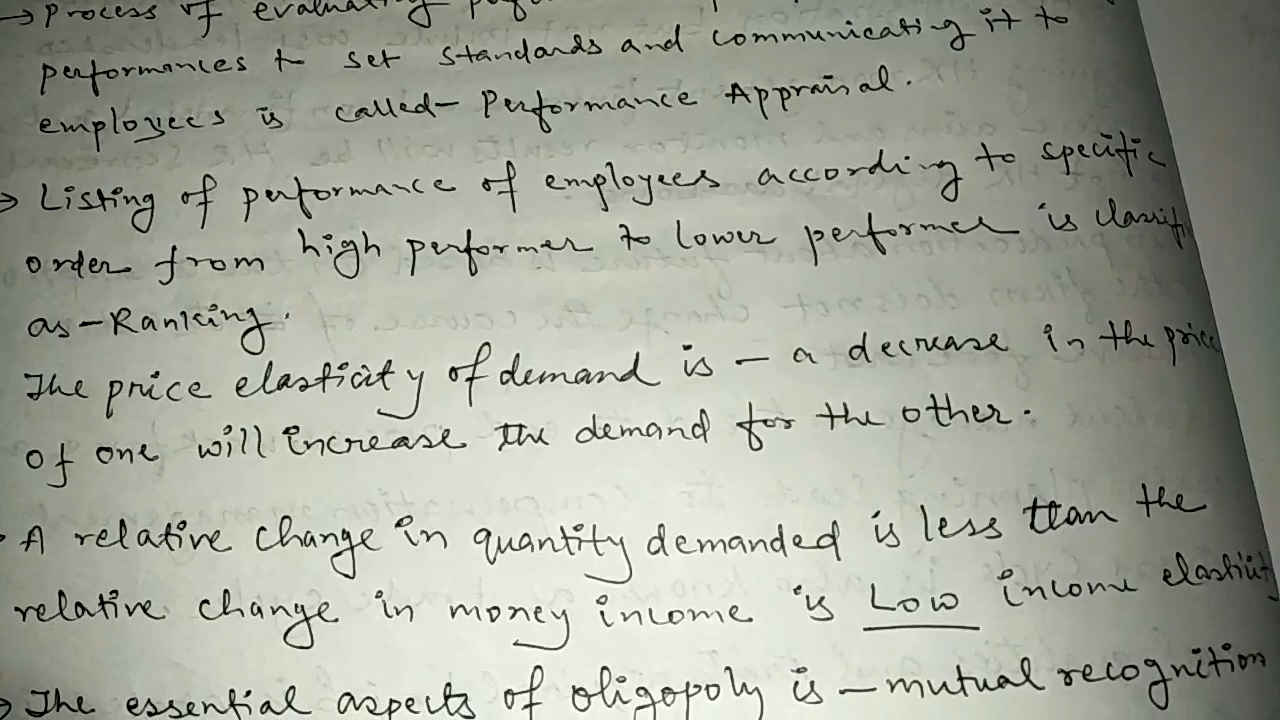 → Process of evaluating
performances to set standards and communicating it to
employees is called - Performance Appraisal.
→ Listing of performance of employees according to specific
order from high performer to lower performer is classif
as - Ranking.
The price elasticity of demand is - a decrease in the price
of one will increase the demand for the other.
A relative change in quantity demanded is less than the
relative change in money income is Low income elasticit
→ The essential aspects of oligopoly is - mutual recognition